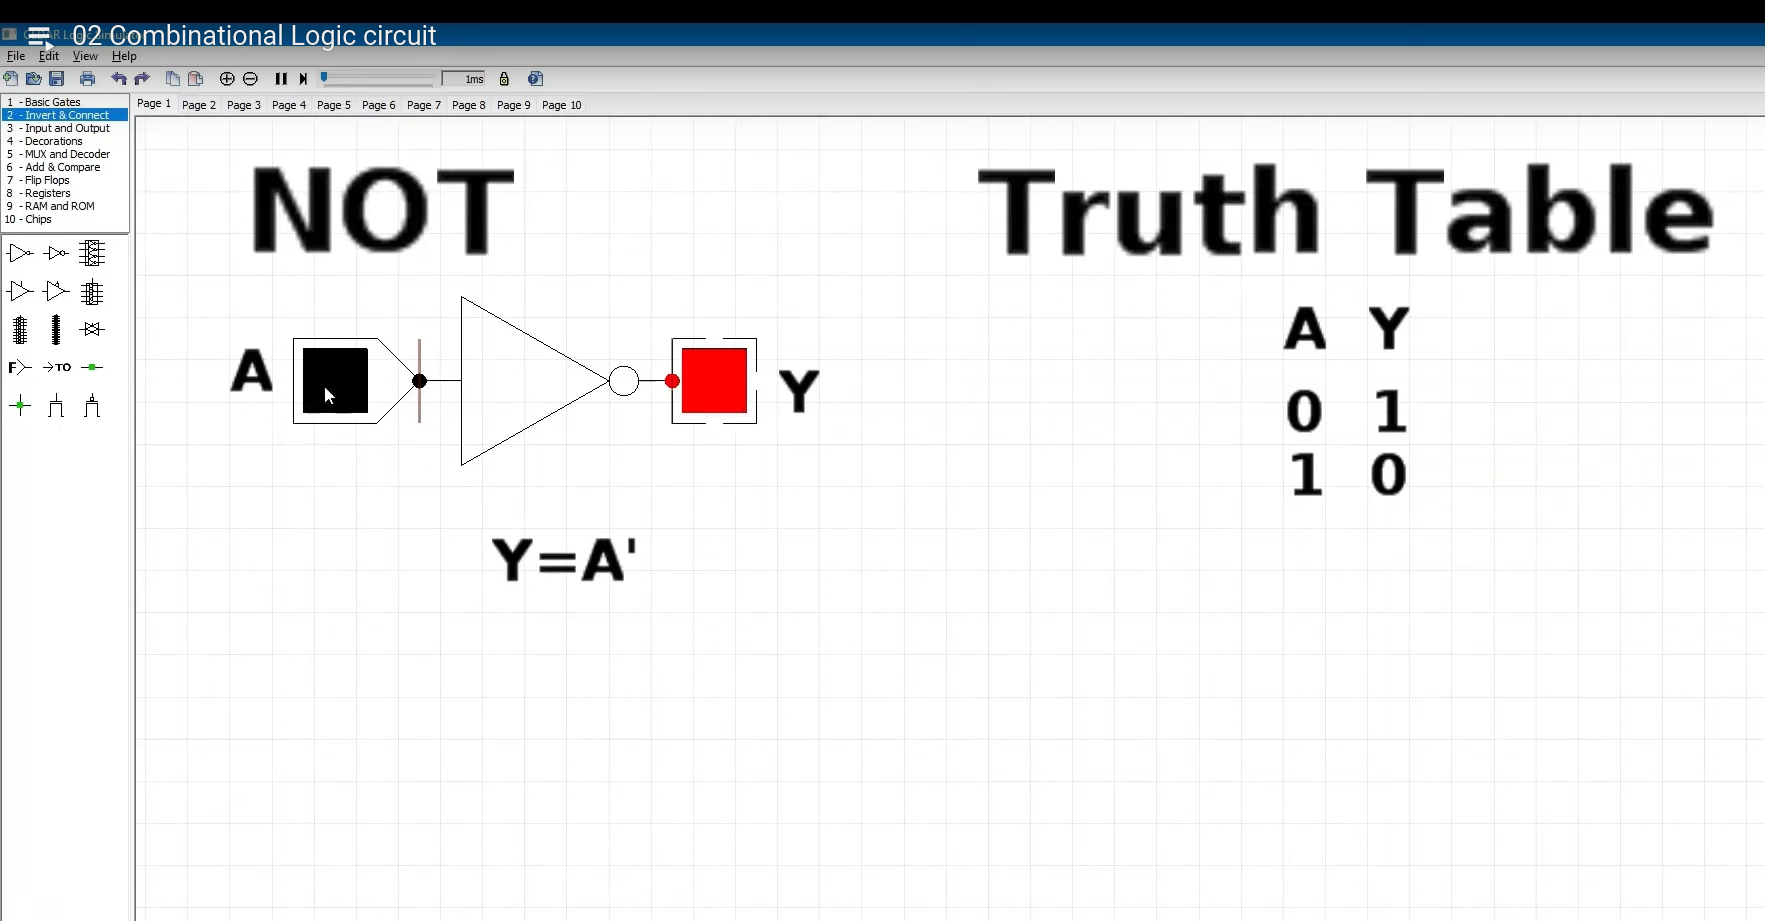 02 Combinational Logic circuit
File Edit View Help
1ms
1 - Basic Gates
2 - Invert & Connect
3 - Input and Output
4 - Decorations
5 - MUX and Decoder
6 - Add & Compare
7 - Flip Flops
8 - Registers
9 - RAM and ROM
10 - Chips
F TO
Page 1 Page 2 Page 3 Page 4 Page 5 Page 6 Page 7 Page 8 Page 9 Page 10
NOT
A
Y
Y=A'
Truth Table
A Y
0 1
1 0